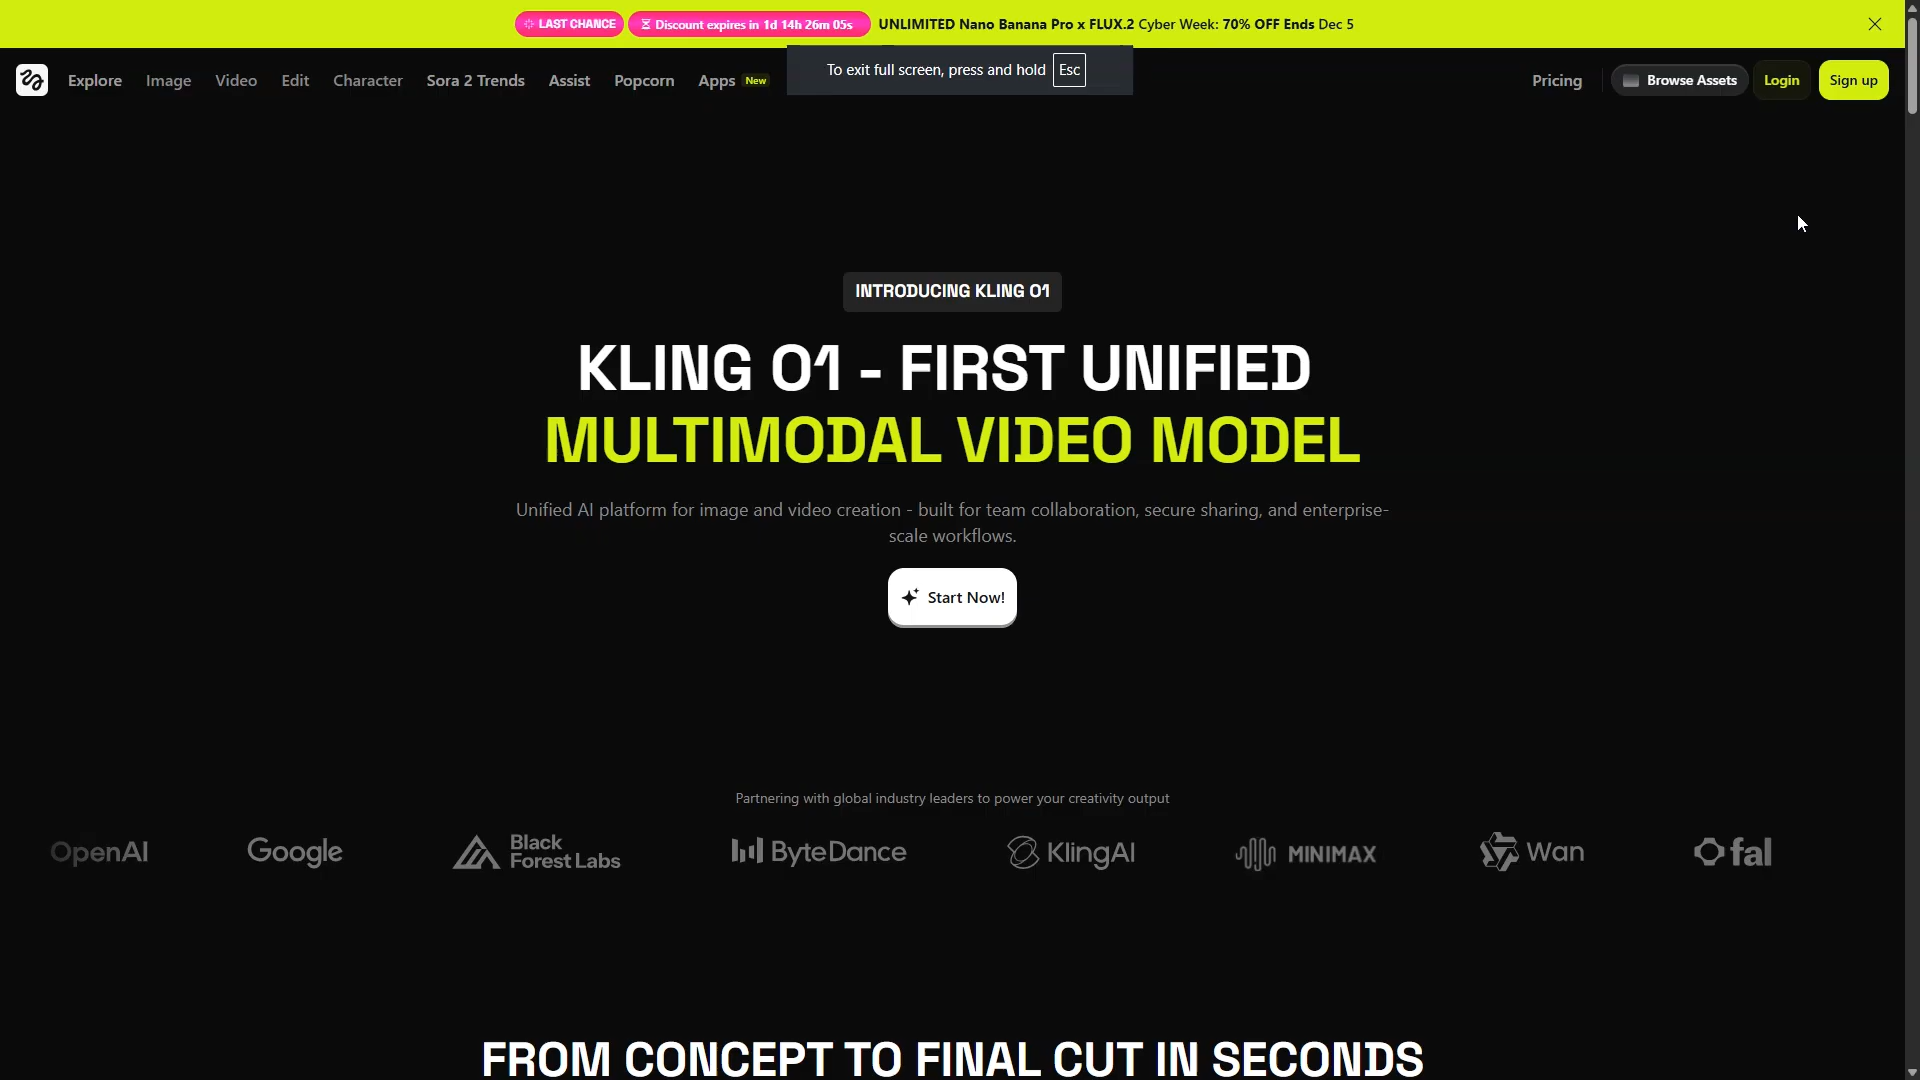 LAST CHANCE
Discount expires in 1d 14h 26m 05s
UNLIMITED Nano Banana Pro x FLUX.2 Cyber Week: 70% OFF Ends Dec 5
Explore
Image
Video
Edit
Character
Sora 2 Trends
Assist
Popcorn
Apps
New
To exit full screen, press and hold Esc
Pricing
Browse Assets
Login
Sign up
INTRODUCING KLING O1
KLING O1 - FIRST UNIFIED
MULTIMODAL VIDEO MODEL
Unified AI platform for image and video creation - built for team collaboration, secure sharing, and enterprise-
scale workflows.
Start Now!
Partnering with global industry leaders to power your creativity output
OpenAI
Google
Black
Forest Labs
ByteDance
KlingAI
MINIMAX
Wan
fal
FROM CONCEPT TO FINAL CUT IN SECONDS